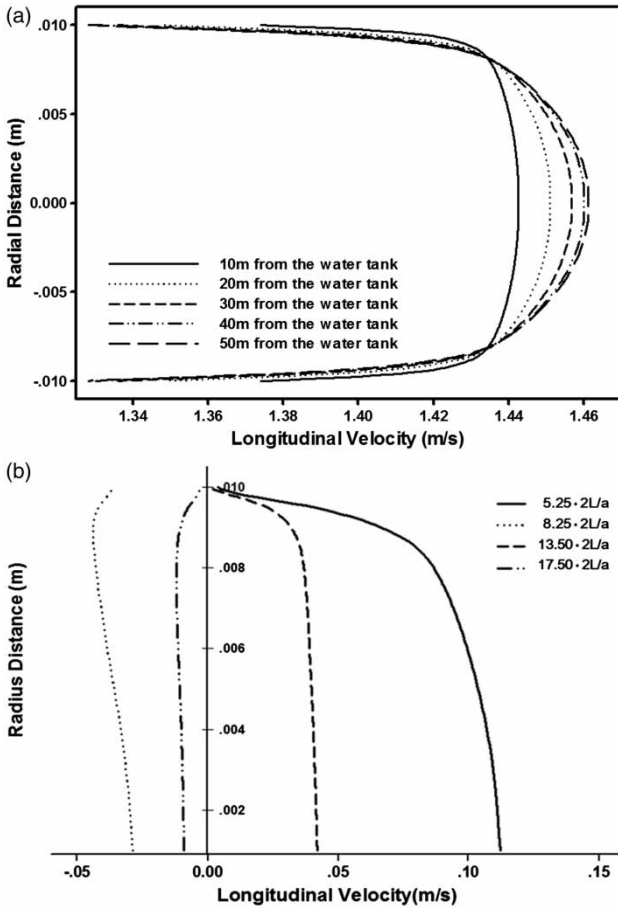 (a)
.010
.005
0.000
-.005
-.010
Radial Distance (m)
10m from the water tank
20m from the water tank
30m from the water tank
40m from the water tank
50m from the water tank
1.34 1.36 1.38 1.40 1.42 1.44 1.46
Longitudinal Velocity (m/s)
(b)
.010
.008
.006
.004
.002
Radius Distance (m)
5.25·2L/a
8.25·2L/a
13.50·2L/a
17.50·2L/a
-.05 0.00 .05 .10 .15
Longitudinal Velocity(m/s)